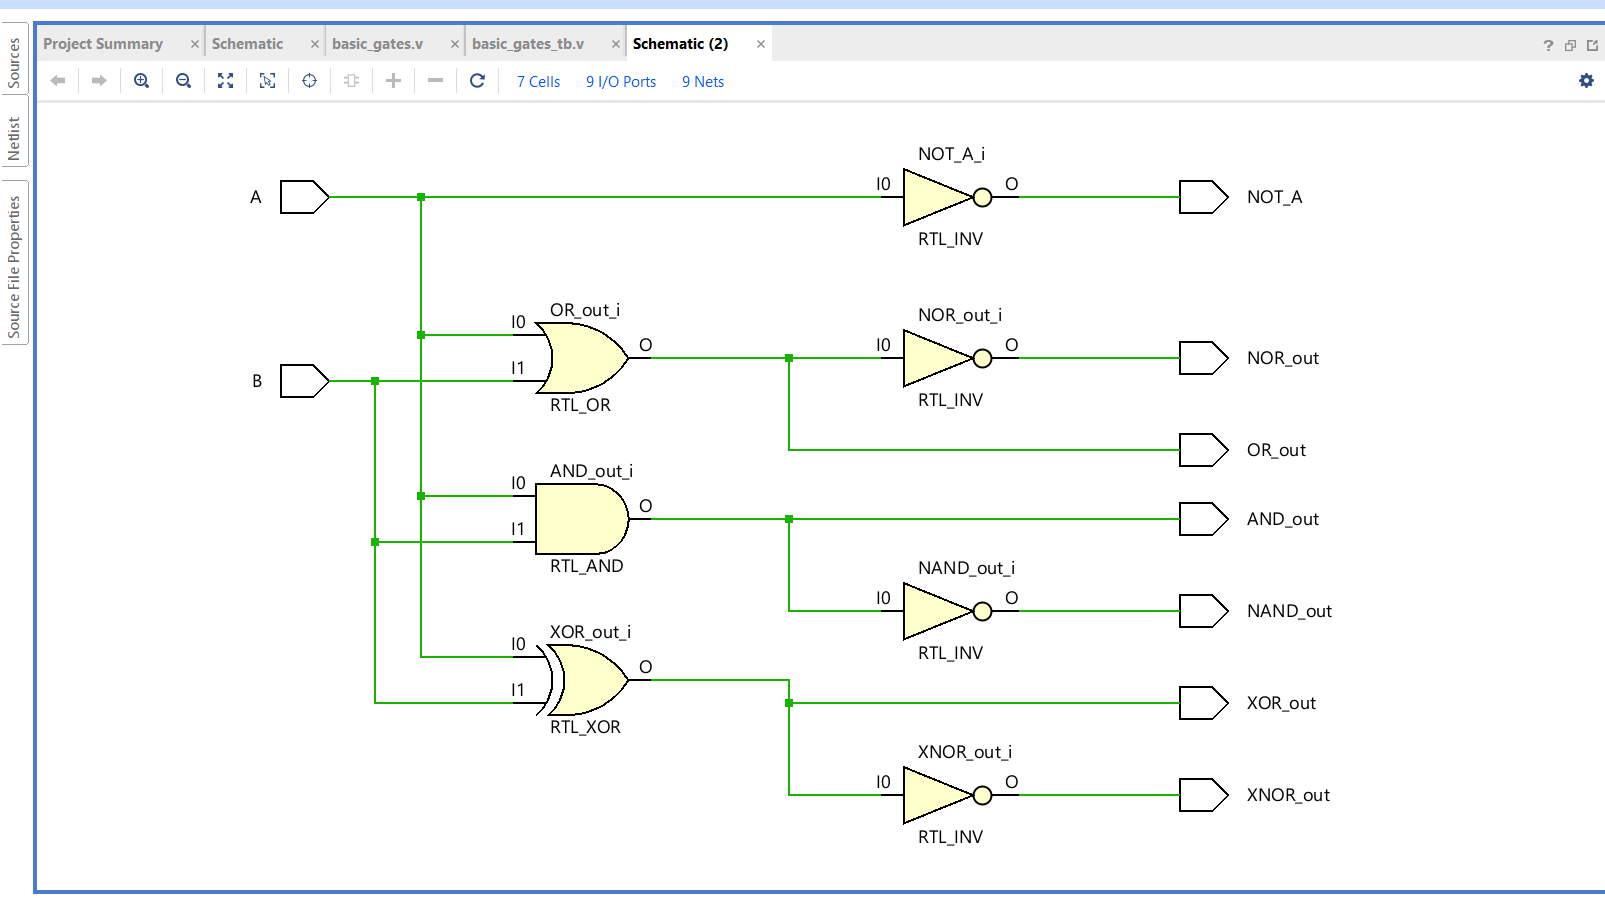 Project Summary
Schematic
basic_gates.v
basic_gates_tb.v
Schematic (2)
7 Cells
9 I/O Ports
9 Nets
Sources
Netlist
Source File Properties
A
NOT_A_i
I0
O
RTL_INV
NOT_A
B
OR_out_i
I0
I1
O
RTL_OR
NOR_out_i
I0
O
RTL_INV
NOR_out
OR_out
AND_out_i
I0
I1
O
RTL_AND
AND_out
NAND_out_i
I0
O
RTL_INV
NAND_out
XOR_out_i
I0
I1
O
RTL_XOR
XOR_out
XNOR_out_i
I0
O
RTL_INV
XNOR_out